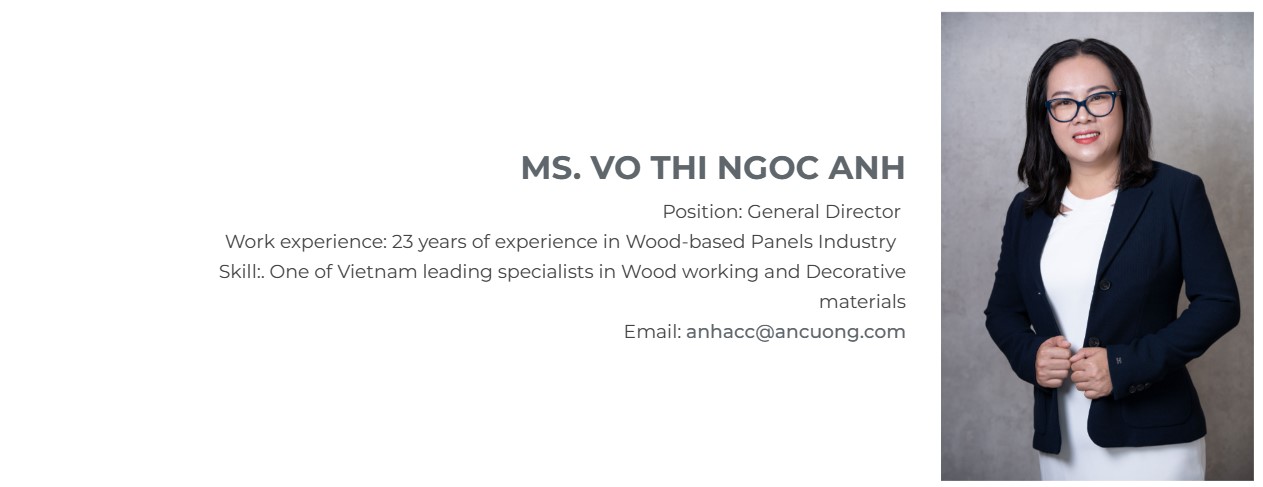 MS. VO THI NGOC ANH
Position: General Director
Work experience: 23 years of experience in Wood-based Panels Industry
Skill:. One of Vietnam leading specialists in Wood working and Decorative
materials
Email: anhacc@ancuong.com